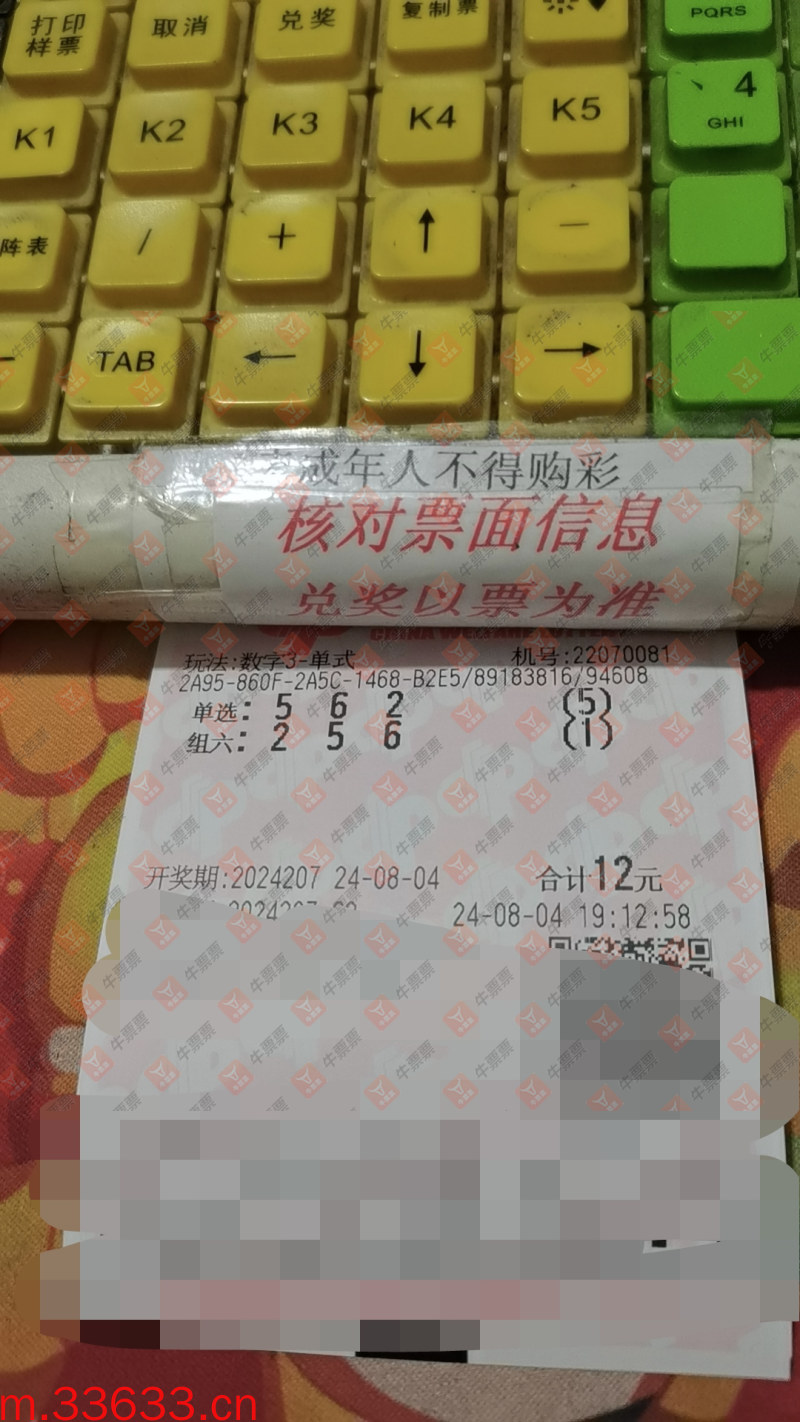 打印 取消 兑奖 复制票 PQRS
样票
K1 K2 K3 K4 K5 、 4
GHI
阵表 / + ↑ −
TAB ← ↓ →
成年人不得购彩
核对票面信息
兑奖以票为准
玩法:数字3-单式 机号:22070081
2A95-860F-2A5C-1468-B2E5/89183816/94608
单选: 5 6 2 (5)
组六: 2 5 6 (1)
开奖期:2024207 24-08-04 合计12元
24-08-04 19:12:58
牛票票
m.33633.cn